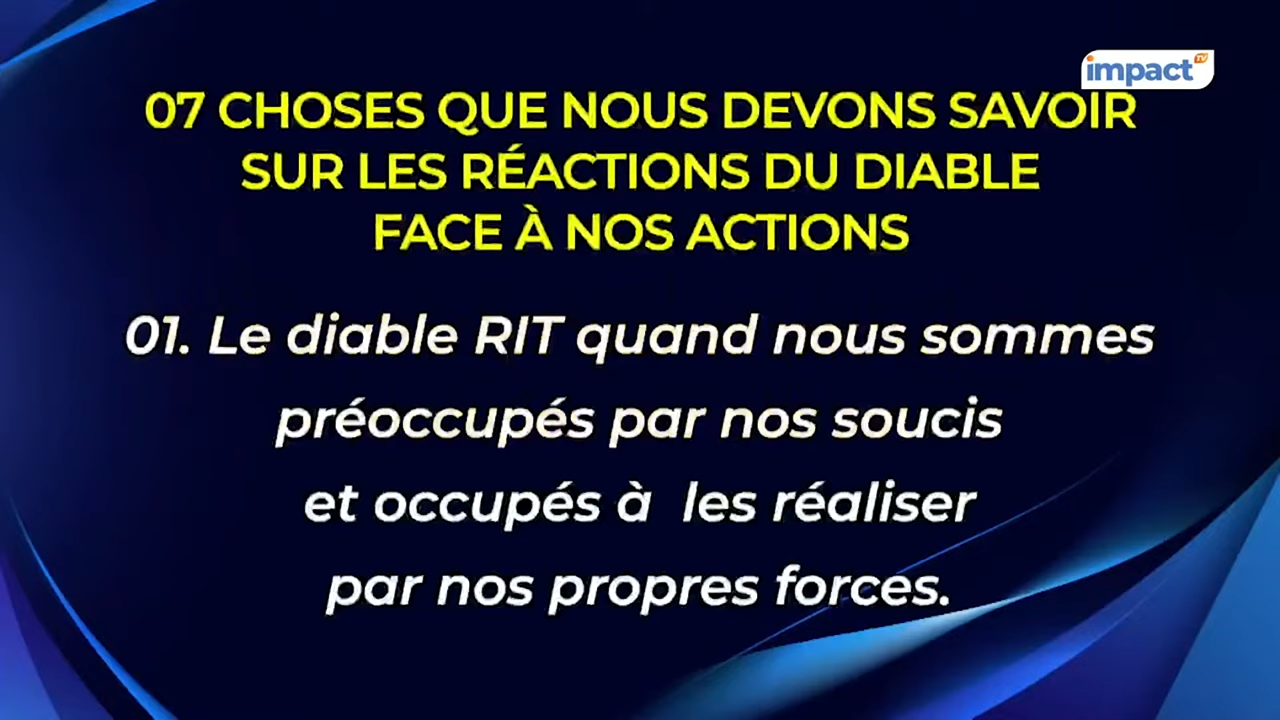 impact TV
07 CHOSES QUE NOUS DEVONS SAVOIR
SUR LES RÉACTIONS DU DIABLE
FACE À NOS ACTIONS
01. Le diable RIT quand nous sommes
préoccupés par nos soucis
et occupés à  les réaliser
par nos propres forces.